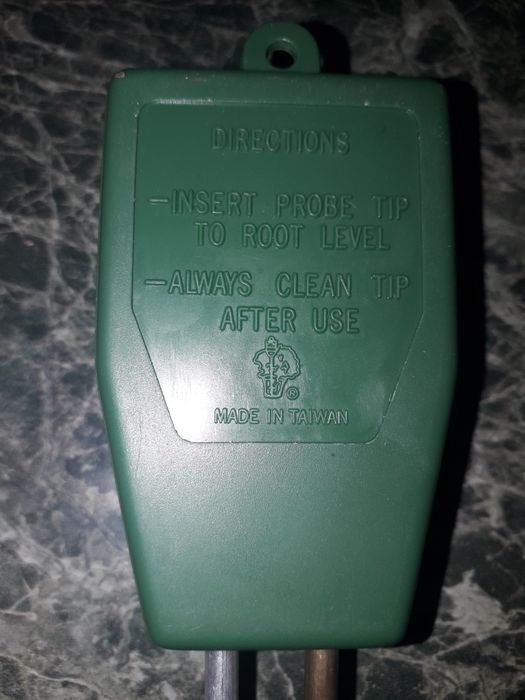 DIRECTIONS
-INSERT PROBE TIP
TO ROOT LEVEL
-ALWAYS CLEAN TIP
AFTER USE
®
MADE IN TAIWAN